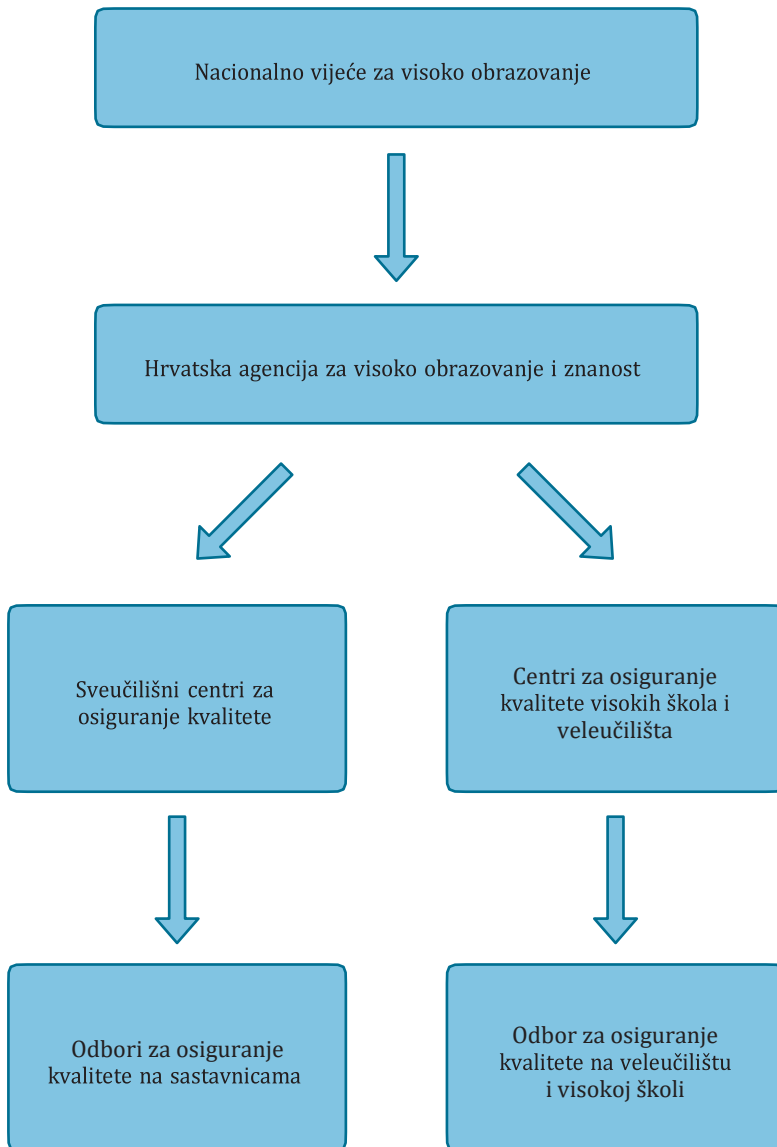 Nacionalno vijeće za visoko obrazovanje
Hrvatska agencija za visoko obrazovanje i znanost
Sveučilišni centri za
osiguranje kvalitete
Centri za osiguranje
kvalitete visokih škola i
veleučilišta
Odbori za osiguranje
kvalitete na sastavnicama
Odbor za osiguranje
kvalitete na veleučilištu
i visokoj školi